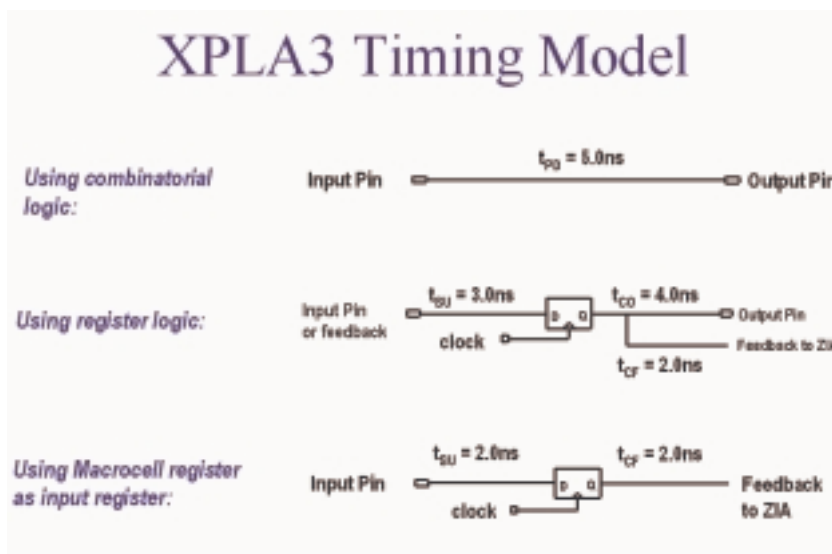 XPLA3 Timing Model
Using combinatorial
logic:
Input Pin
tPD = 5.0ns
Output Pin
Using register logic:
Input Pin
or feedback
tSU = 3.0ns
D Q
clock
tCO = 4.0ns
Output Pin
Feedback to ZIA
tCF = 2.0ns
Using Macrocell register
as input register:
Input Pin
tSU = 2.0ns
D Q
clock
tCF = 2.0ns
Feedback
to ZIA